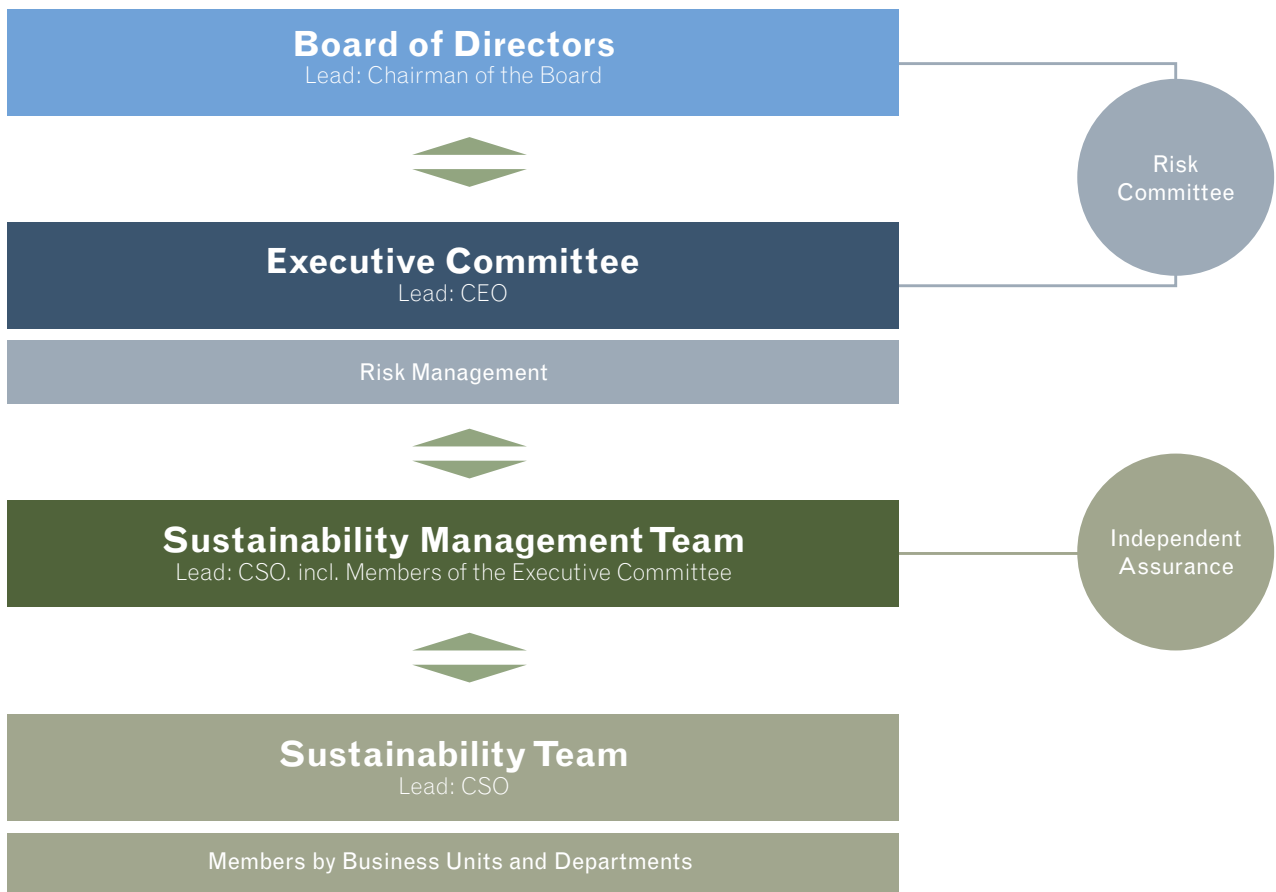 Board of Directors
Lead: Chairman of the Board
Risk
Committee
Executive Committee
Lead: CEO
Risk Management
Sustainability Management Team
Lead: CSO. incl. Members of the Executive Committee
Independent
Assurance
Sustainability Team
Lead: CSO
Members by Business Units and Departments